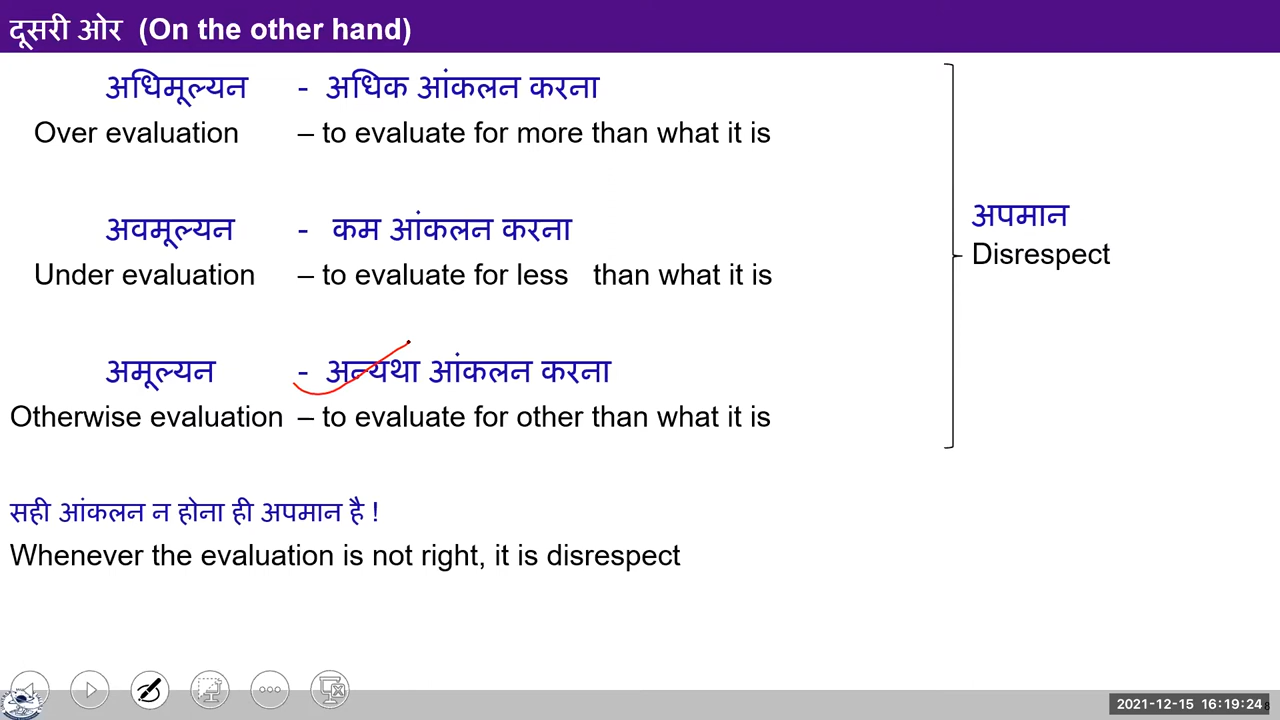 दूसरी ओर (On the other hand)
अधिमूल्यन - अधिक आंकलन करना
Over evaluation – to evaluate for more than what it is
अवमूल्यन - कम आंकलन करना
Under evaluation – to evaluate for less than what it is
अमूल्यन - अन्यथा आंकलन करना
Otherwise evaluation – to evaluate for other than what it is
अपमान
Disrespect
सही आंकलन न होना ही अपमान है !
Whenever the evaluation is not right, it is disrespect
2021-12-15 16:19:24
8